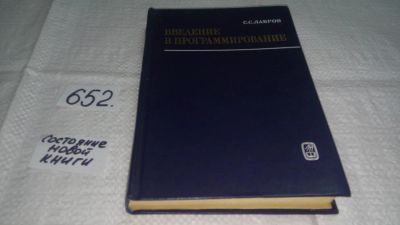 С.С.ЛАВРОВ
ВВЕДЕНИЕ
В ПРОГРАММИРОВАНИЕ
652.
СОСТОЯНИЕ
НОВОЙ
КНИГИ